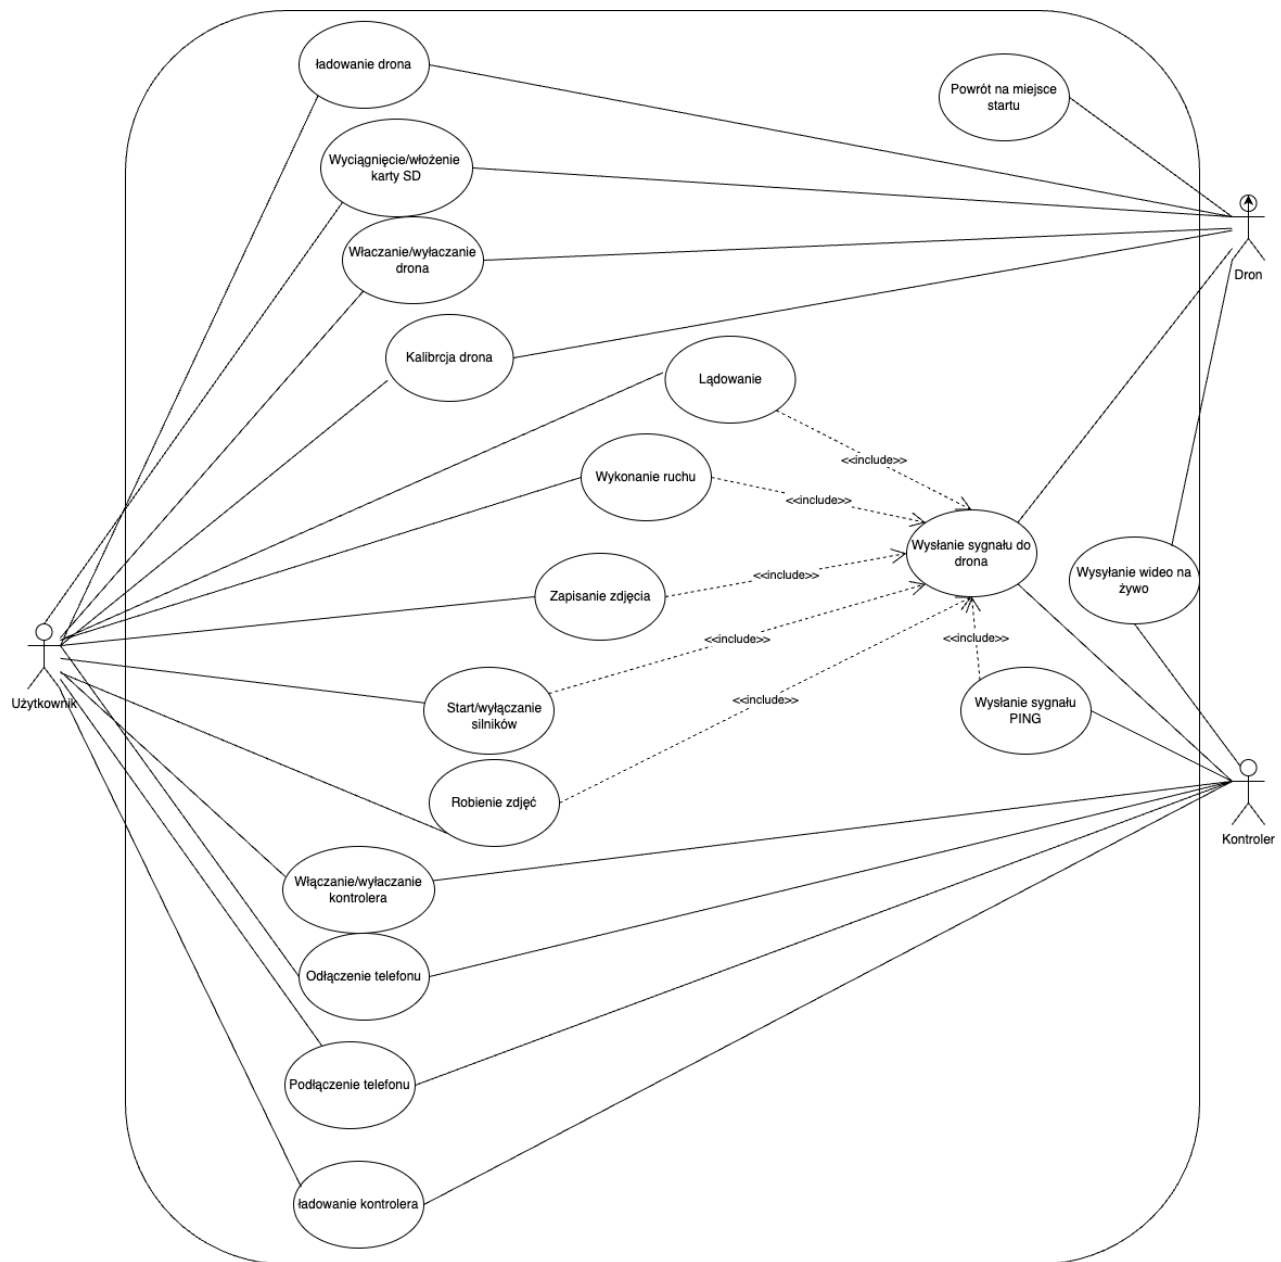 ładowanie drona
Powrót na miejsce
startu
Wyciągnięcie/włożenie
karty SD
Właczanie/wyłaczanie
drona
Dron
Kalibrcja drona
Lądowanie
<<include>>
Wykonanie ruchu
<<include>>
Wysłanie sygnału do
drona
Wysyłanie wideo na
żywo
<<include>>
Zapisanie zdjęcia
<<include>>
<<include>>
Użytkownik
Start/wyłączanie
silników
<<include>>
Wysłanie sygnału
PING
Robienie zdjęć
Kontroler
Włączanie/wyłaczanie
kontrolera
Odłączenie telefonu
Podłączenie telefonu
ładowanie kontrolera